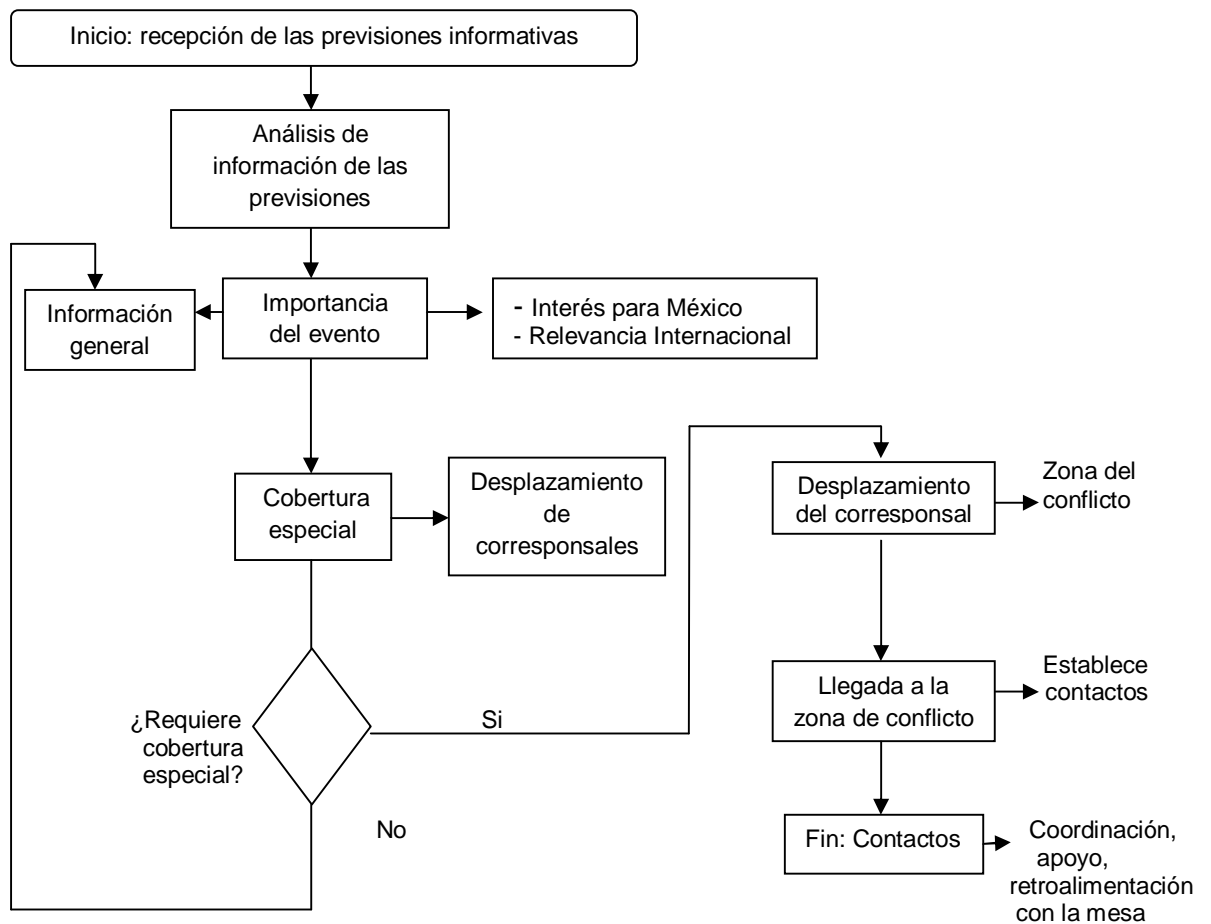 Inicio: recepción de las previsiones informativas
Análisis de
información de las
previsiones
Información
general
Importancia
del evento
- Interés para México
- Relevancia Internacional
Cobertura
especial
Desplazamiento
de
corresponsales
Desplazamiento
del corresponsal
Zona del
conflicto
¿Requiere
cobertura
especial?
Si
No
Llegada a la
zona de conflicto
Establece
contactos
Fin: Contactos
Coordinación,
apoyo,
retroalimentación
con la mesa